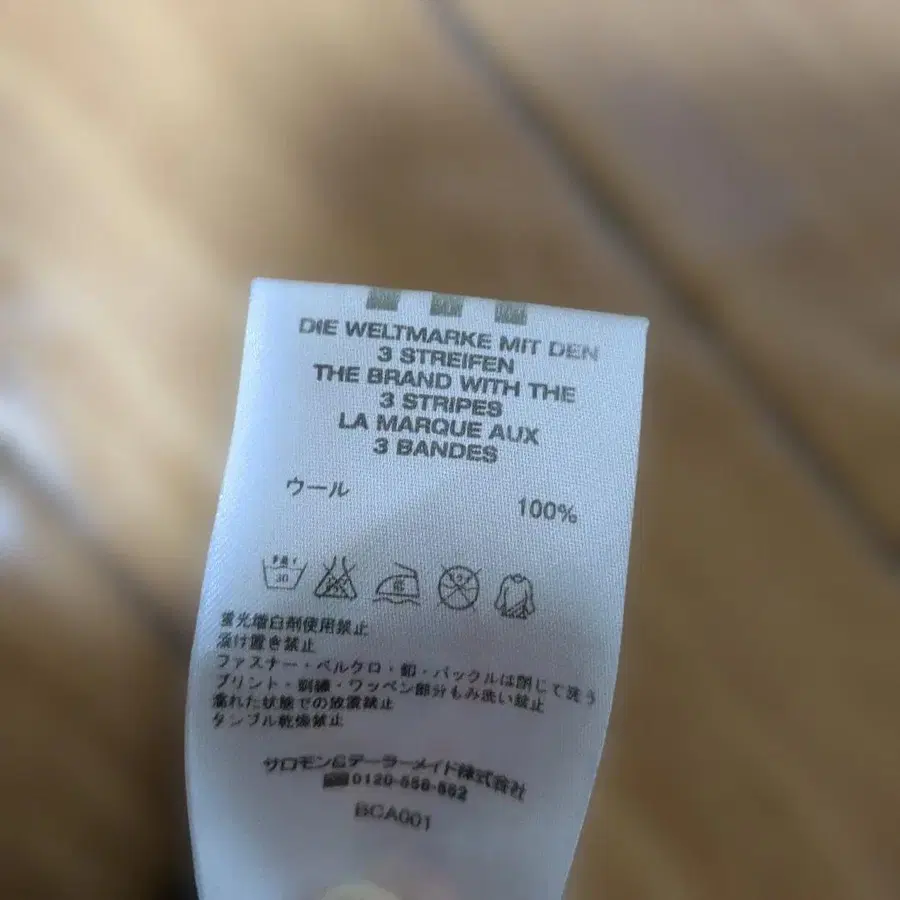 DIE WELTMARKE MIT DEN
3 STREIFEN
THE BRAND WITH THE
3 STRIPES
LA MARQUE AUX
3 BANDES
ウール 100%
30
蛍光増白剤使用禁止
漬け置き禁止
ファスナー・ベルクロ・釦・バックルは閉じて洗う
プリント・刺繍・ワッペン部分もみ洗い禁止
濡れた状態での放置禁止
タンブル乾燥禁止
サロモン&テーラーメイド株式会社
BCA001